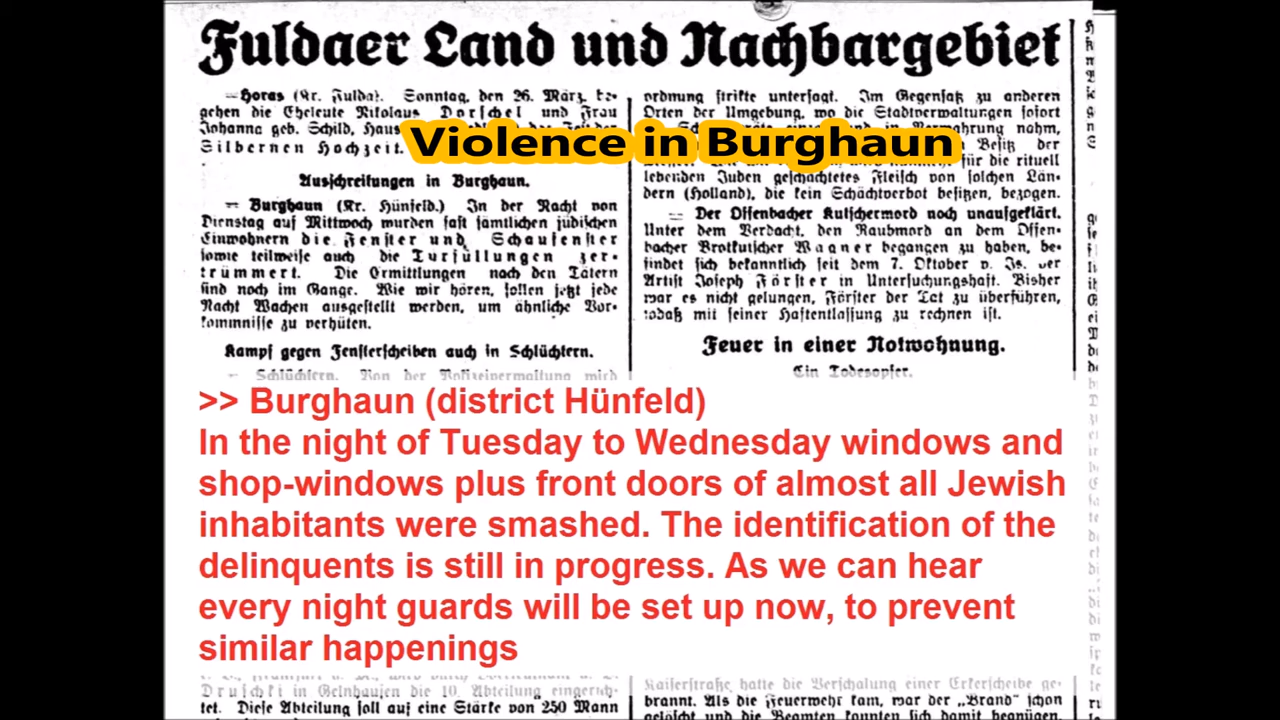 Fuldaer Land und Nachbargebiet
Violence in Burghaun
= Horas (Kr. Fulda). Sonntag, den 26. März, be-
gehen die Eheleute Nikolaus Dorschel und Frau
Johanna geb. Schild, Haus
Silbernen Hochzeit.
Ausschreitungen in Burghaun.
= Burghaun (Kr. Hünfeld.) In der Nacht von
Dienstag auf Mittwoch wurden fast sämtlichen jüdischen
Einwohnern die Fenster und Schaufenster
sowie teilweise auch die Türfüllungen zer-
trümmert. Die Ermittlungen nach den Tätern
sind noch im Gange. Wie wir hören, sollen jetzt jede
Nacht Wachen ausgestellt werden, um ähnliche Vor-
kommnisse zu verhüten.
Kampf gegen Fensterscheiben auch in Schlüchtern.
= Schlüchtern. Von der Polizeiverwaltung wird
ordnung strikte untersagt. Im Gegensatz zu anderen
Orten der Umgebung, wo die Stadtverwaltungen sofort
in Verwahrung nahm,
Besitz der
für die rituell
lebenden Juden geschächtetes Fleisch von solchen Län-
dern (Holland), die kein Schächtverbot besitzen, bezogen.
= Der Offenbacher Kutschermord noch unaufgeklärt.
Unter dem Verdacht, den Raubmord an dem Offen-
bacher Brotkutscher Wagner begangen zu haben, be-
findet sich bekanntlich seit dem 7. Oktober v. Js. der
Artist Joseph Förster in Untersuchungshaft. Bisher
war es nicht gelungen, Förster der Tat zu überführen,
sodaß mit seiner Haftentlassung zu rechnen ist.
Feuer in einer Notwohnung.
Ein Todesopfer.
>> Burghaun (district Hünfeld)
In the night of Tuesday to Wednesday windows and
shop-windows plus front doors of almost all Jewish
inhabitants were smashed. The identification of the
delinquents is still in progress. As we can hear
every night guards will be set up now, to prevent
similar happenings
Druschki in Gelnhausen die 10. Abteilung eingerich-
tet. Diese Abteilung soll auf eine Stärke von 250 Mann
Kaiserstraße hatte die Verschalung einer Erkerscheibe ge-
brannt. Als die Feuerwehr kam, war der „Brand" schon
gelöscht und die Beamten konnten sich damit begnügen,